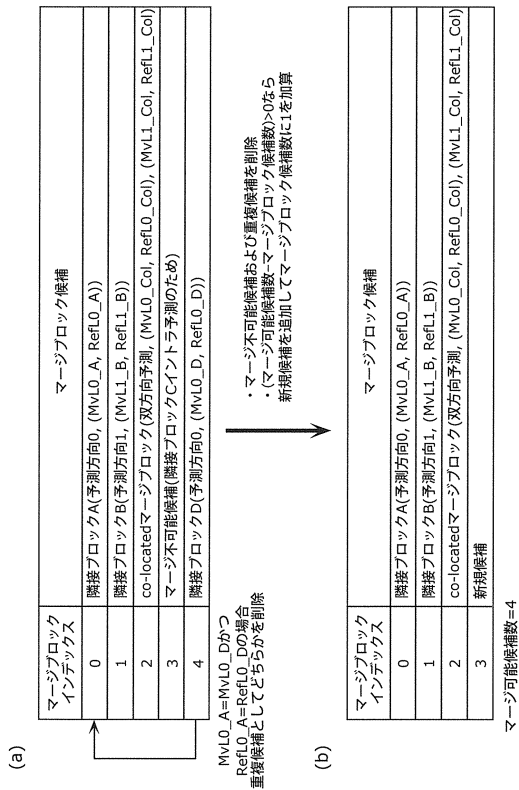 (a)
マージブロック
インデックス
マージブロック候補
0
隣接ブロックA(予測方向0, (MvL0_A, RefL0_A))
1
隣接ブロックB(予測方向1, (MvL1_B, RefL1_B))
2
co-locatedマージブロック(双方向予測, (MvL0_Col, RefL0_Col), (MvL1_Col, RefL1_Col)
3
マージ不可能候補(隣接ブロックCイントラ予測のため)
4
隣接ブロックD(予測方向0, (MvL0_D, RefL0_D))
MvL0_A=MvL0_Dかつ
RefL0_A=RefL0_Dの場合
重複候補としてどちらかを削除
・マージ不可能候補および重複候補を削除
・(マージ可能候補数-マージブロック候補数)>0なら
新規候補を追加してマージブロック候補数に1を加算
(b)
マージブロック
インデックス
マージブロック候補
0
隣接ブロックA(予測方向0, (MvL0_A, RefL0_A))
1
隣接ブロックB(予測方向1, (MvL1_B, RefL1_B))
2
co-locatedマージブロック(双方向予測, (MvL0_Col, RefL0_Col), (MvL1_Col, RefL1_Col)
3
新規候補
マージ可能候補数=4